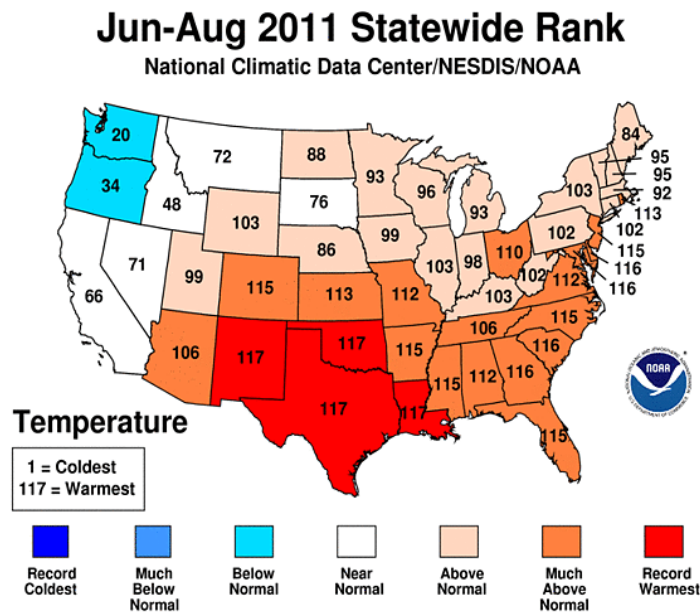 Jun-Aug 2011 Statewide Rank
National Climatic Data Center/NESDIS/NOAA
20
72
88
93
84
34
48
76
96
93
103
95
95
92
113
102
115
116
116
103
86
99
102
66
71
99
115
113
112
103
98
110
102
112
103
106
117
117
115
106
115
116
117
117
115
112
116
115
Temperature
1 = Coldest
117 = Warmest
NOAA
Record
Coldest
Much
Below
Normal
Below
Normal
Near
Normal
Above
Normal
Much
Above
Normal
Record
Warmest